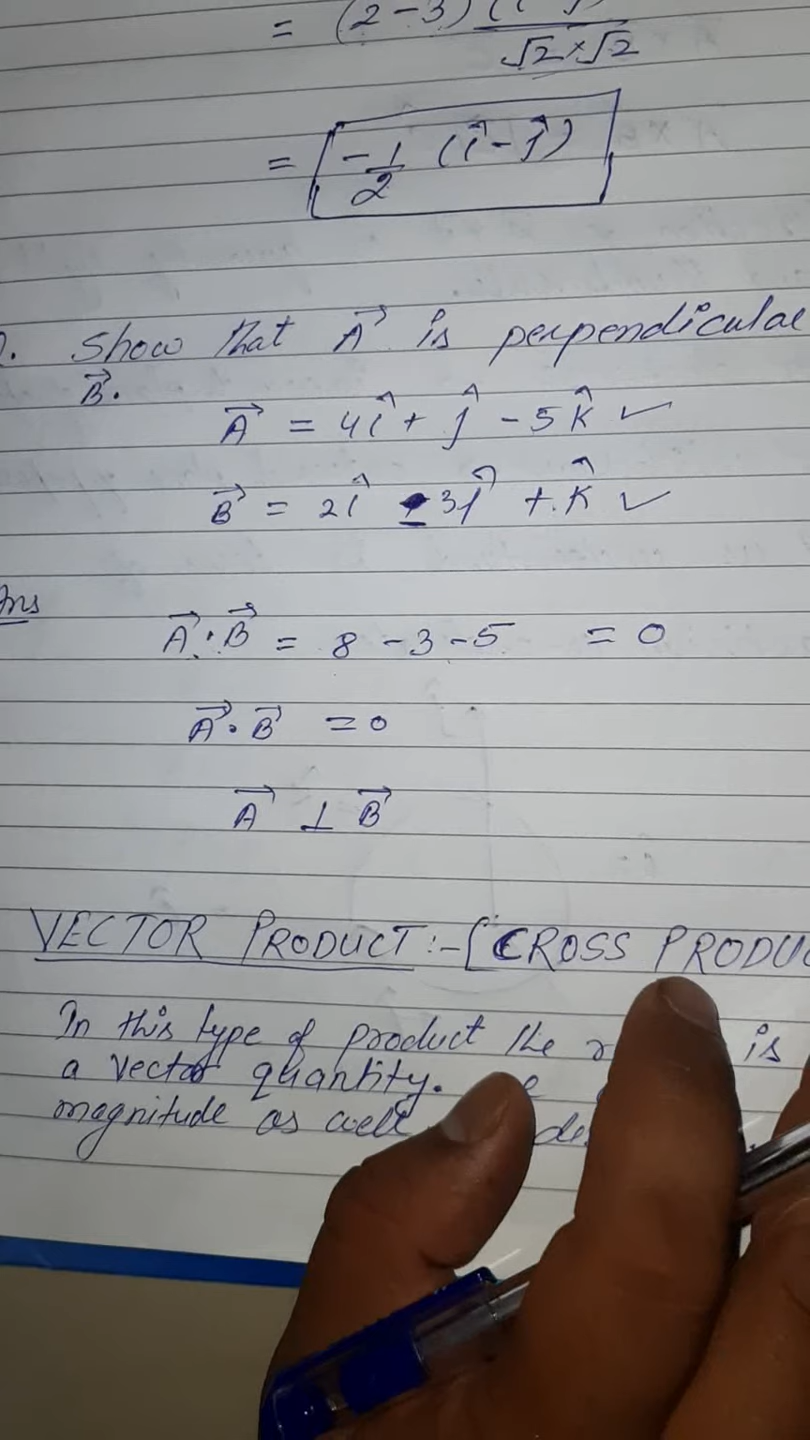 = (2-3) (i
√2×√2
= -1/2 (î-ĵ)
Show that A⃗ is perpendicular
B⃗.
A⃗ = 4î + ĵ - 5k̂ ✓
B⃗ = 2î - 3ĵ + k̂ ✓
Ans
A⃗.B⃗ = 8 - 3 - 5 = 0
A⃗.B⃗ = 0
A⃗ ⊥ B⃗
VECTOR PRODUCT :- [CROSS PRODUC
In this type of product the is
a vector quantity.
magnitude as well